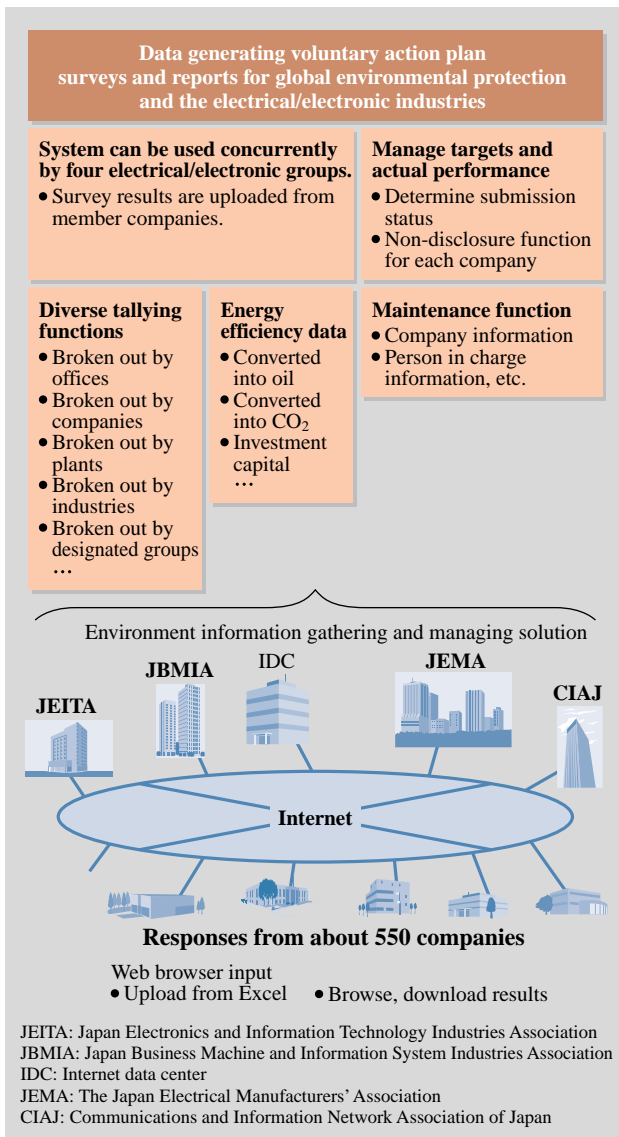 Data generating voluntary action plan
surveys and reports for global environmental protection
and the electrical/electronic industries
System can be used concurrently
by four electrical/electronic groups.
• Survey results are uploaded from
member companies.
Manage targets and
actual performance
• Determine submission
status
• Non-disclosure function
for each company
Diverse tallying
functions
• Broken out by
offices
• Broken out by
companies
• Broken out by
plants
• Broken out by
industries
• Broken out by
designated groups
...
Energy
efficiency data
• Converted
into oil
• Converted
into CO₂
• Investment
capital
...
Maintenance function
• Company information
• Person in charge
information, etc.
Environment information gathering and managing solution
JEITA
JBMIA
IDC
JEMA
CIAJ
Internet
Responses from about 550 companies
Web browser input
• Upload from Excel • Browse, download results
JEITA: Japan Electronics and Information Technology Industries Association
JBMIA: Japan Business Machine and Information System Industries Association
IDC: Internet data center
JEMA: The Japan Electrical Manufacturers' Association
CIAJ: Communications and Information Network Association of Japan